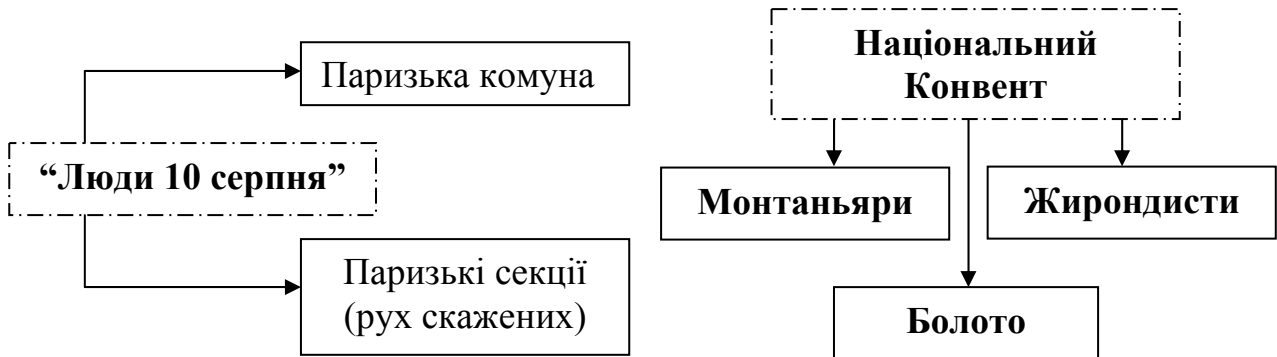 Паризька комуна
“Люди 10 серпня”
Паризькі секції
(рух скажених)
Національний
Конвент
Монтаньяри
Жирондисти
Болото